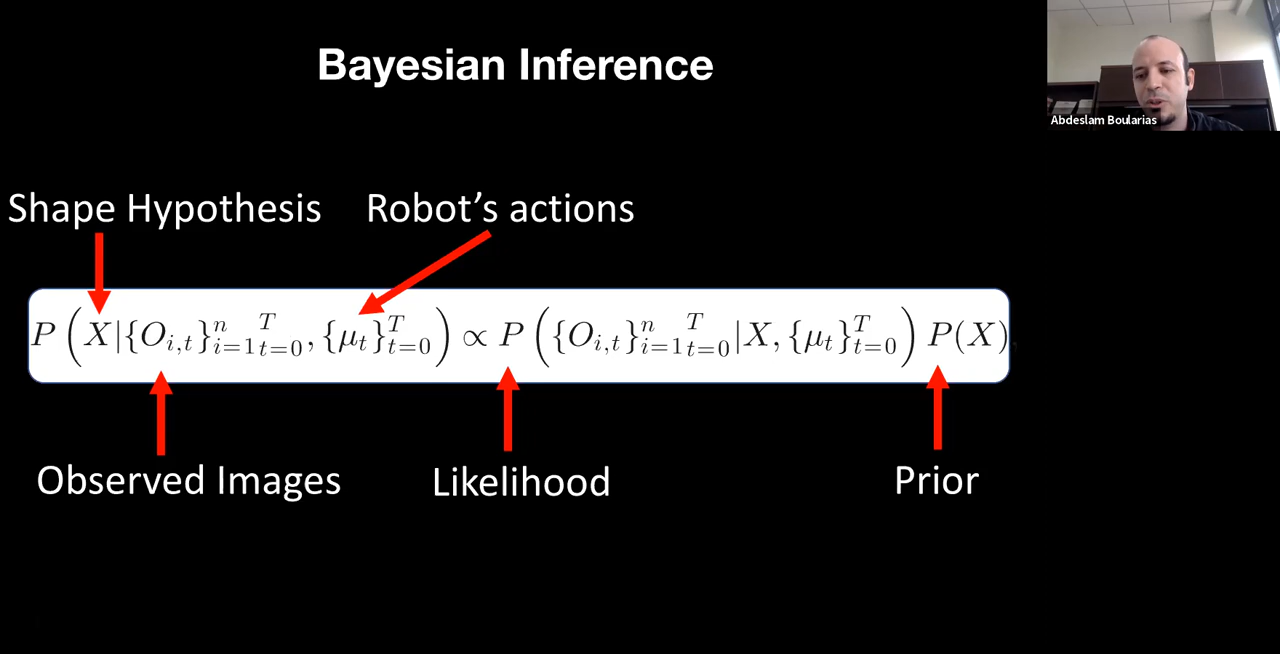 Bayesian Inference
Abdeslam Boularias
Shape Hypothesis Robot's actions
P ( X|{O_{i,t}}_{i=1}^{n} {}_{t=0}^{T}, {μ_t}_{t=0}^{T} ) ∝ P ( {O_{i,t}}_{i=1}^{n} {}_{t=0}^{T} |X, {μ_t}_{t=0}^{T} ) P(X),
Observed Images Likelihood Prior